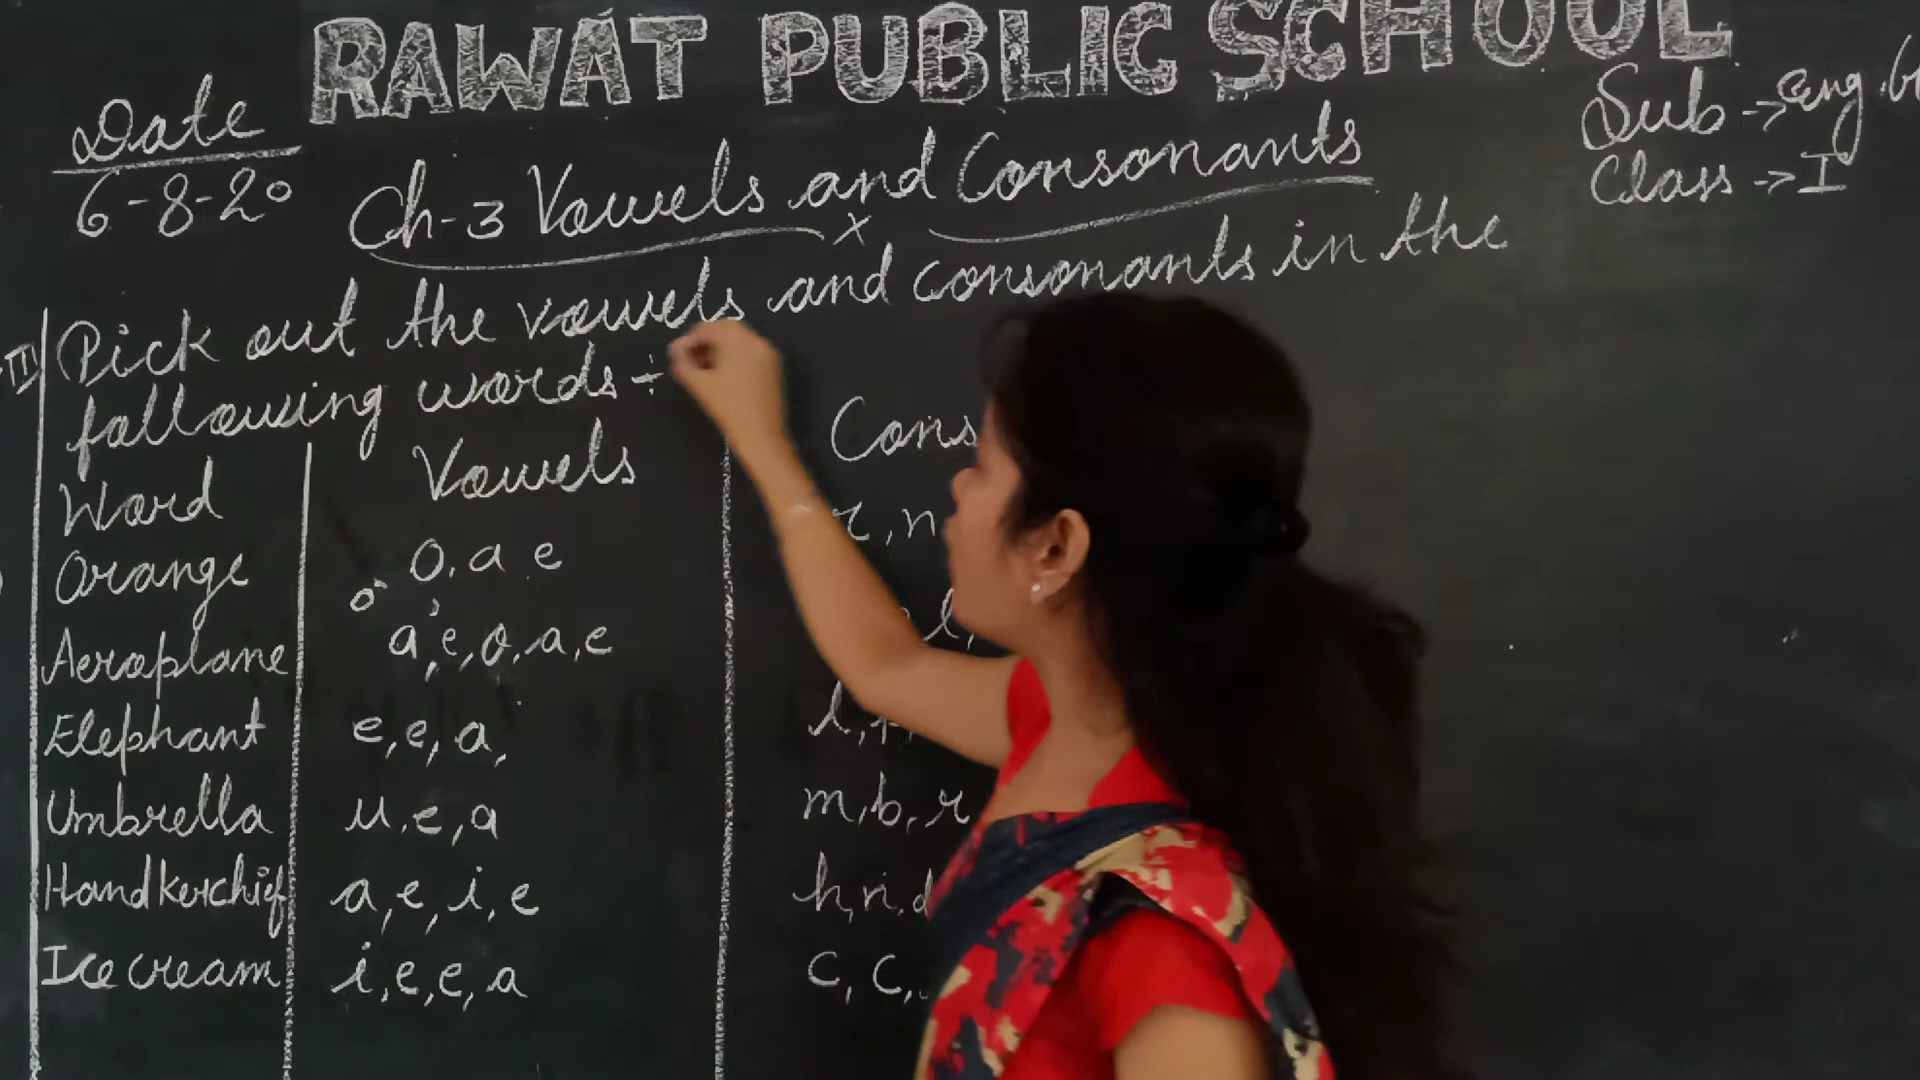 RAWAT PUBLIC SCHOOL
Date
6-8-20
Sub → Eng.
Class → I
Ch-3 Vowels and Consonants
x
II Pick out the vowels and consonants in the
following words ÷
Word Vowels Cons
Orange O, a e r, n
Aeroplane a, e, o, a, e l,
Elephant e, e, a, l,
Umbrella u, e, a m, b, r
Handkerchief a, e, i, e h, n, d
Ice cream i, e, e, a c, c,